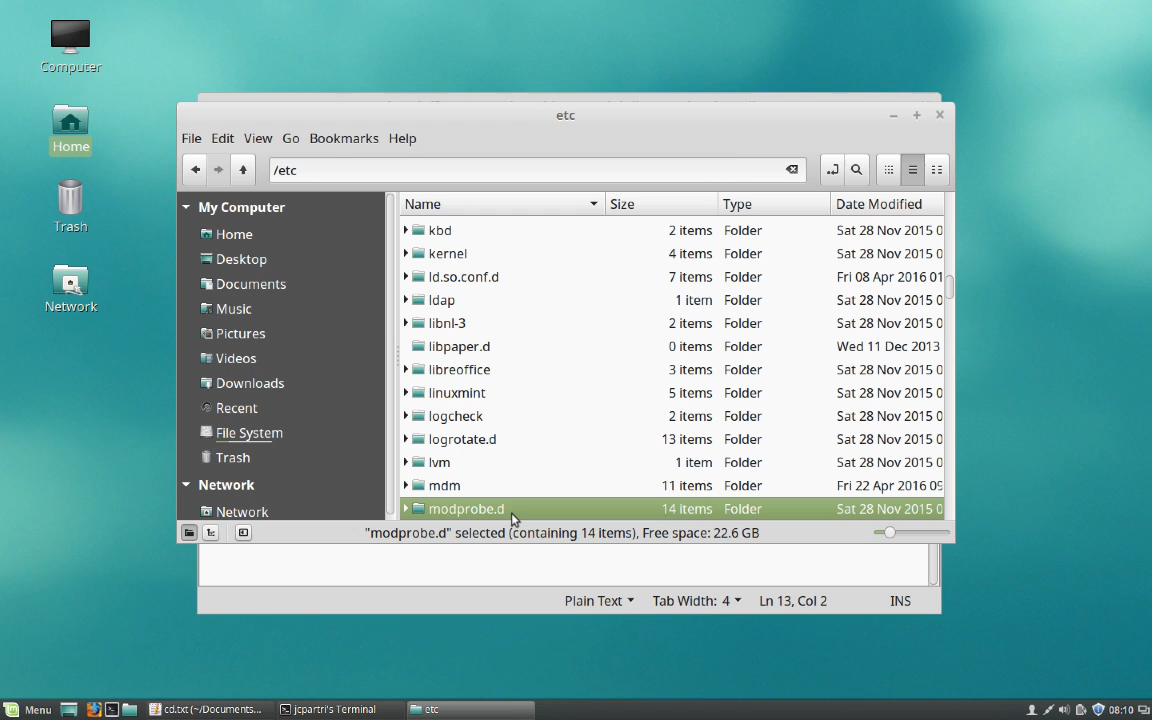 Computer
Home
Trash
Network
etc
File Edit View Go Bookmarks Help
/etc
My Computer
Home
Desktop
Documents
Music
Pictures
Videos
Downloads
Recent
File System
Trash
Network
Network
Name Size Type Date Modified
kbd 2 items Folder Sat 28 Nov 2015 0
kernel 4 items Folder Sat 28 Nov 2015 0
ld.so.conf.d 7 items Folder Fri 08 Apr 2016 01
ldap 1 item Folder Sat 28 Nov 2015 0
libnl-3 2 items Folder Sat 28 Nov 2015 0
libpaper.d 0 items Folder Wed 11 Dec 2013
libreoffice 3 items Folder Sat 28 Nov 2015 0
linuxmint 5 items Folder Sat 28 Nov 2015 0
logcheck 2 items Folder Sat 28 Nov 2015 0
logrotate.d 13 items Folder Sat 28 Nov 2015 0
lvm 1 item Folder Sat 28 Nov 2015 0
mdm 11 items Folder Fri 22 Apr 2016 09
modprobe.d 14 items Folder Sat 28 Nov 2015 0
"modprobe.d" selected (containing 14 items), Free space: 22.6 GB
Plain Text Tab Width: 4 Ln 13, Col 2 INS
Menu cd.txt (~/Documents... jcpartri's Terminal etc 08:10